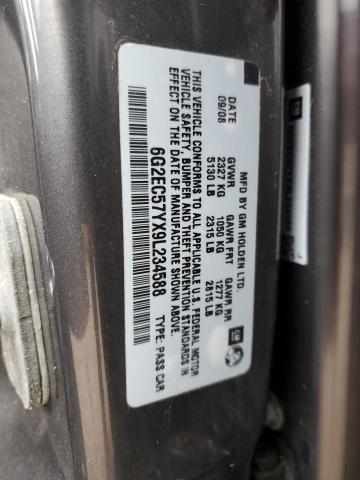 MFD BY GM HOLDEN LTD.
DATE GVWR GAWR FRT GAWR RR
09/08 2327 KG 1050 KG 1277 KG
5130 LB 2315 LB 2815 LB
THIS VEHICLE CONFORMS TO ALL APPLICABLE U.S. FEDERAL MOTOR
VEHICLE SAFETY, BUMPER AND THEFT PREVENTION STANDARDS IN
EFFECT ON THE DATE OF MANUFACTURE SHOWN ABOVE.
6G2EC57YX9L234588 TYPE: PASS CAR
GM
GM